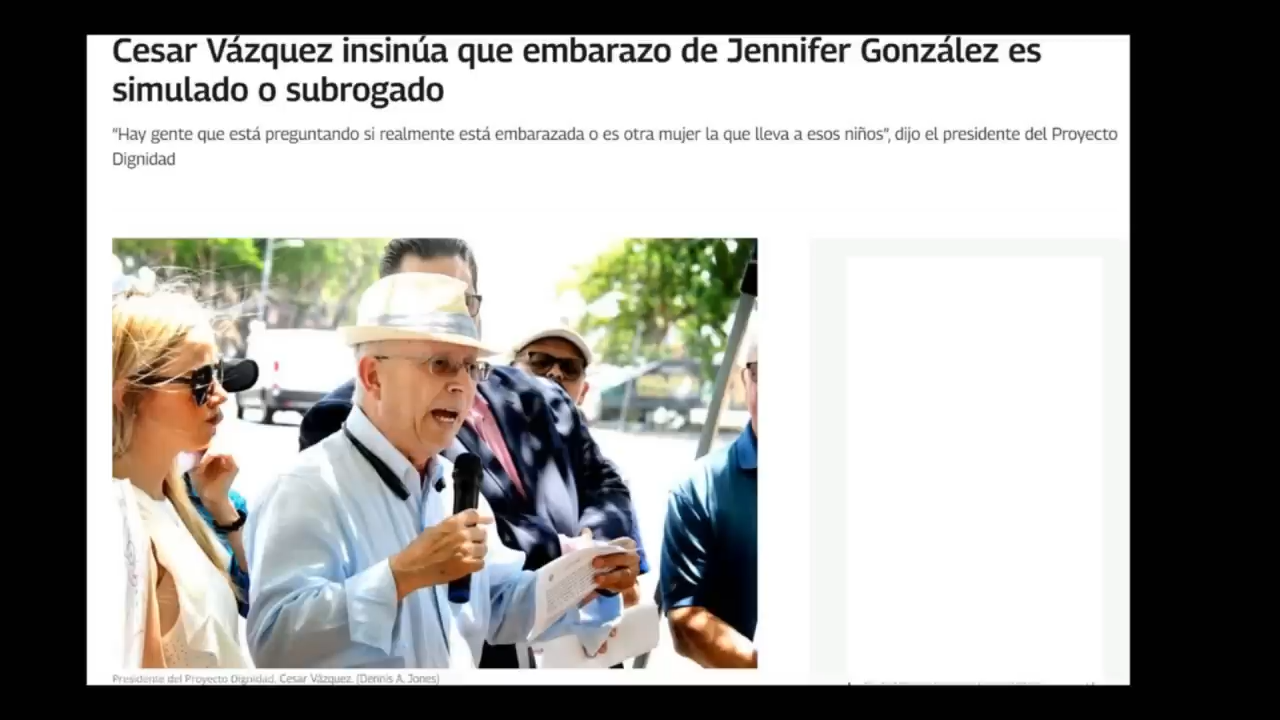 Cesar Vázquez insinúa que embarazo de Jennifer González es
simulado o subrogado
"Hay gente que está preguntando si realmente está embarazada o es otra mujer la que lleva a esos niños", dijo el presidente del Proyecto
Dignidad
Presidente del Proyecto Dignidad, Cesar Vázquez. (Dennis A. Jones)